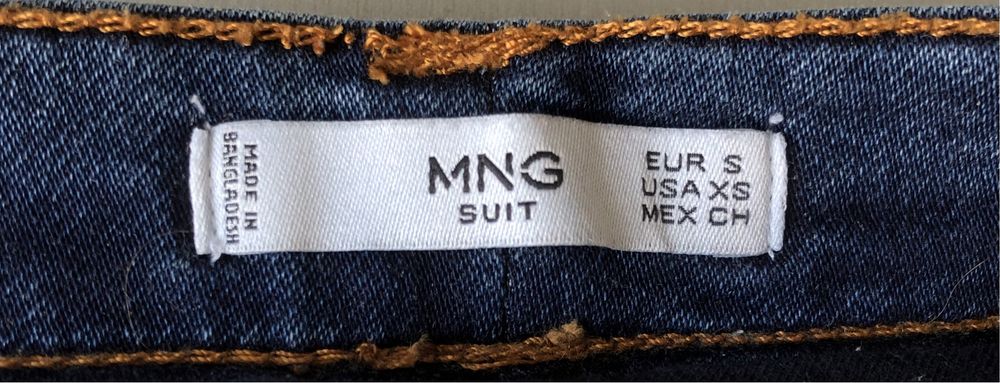 MADE IN
BANGLADESH
MNG
SUIT
EUR S
USA XS
MEX CH